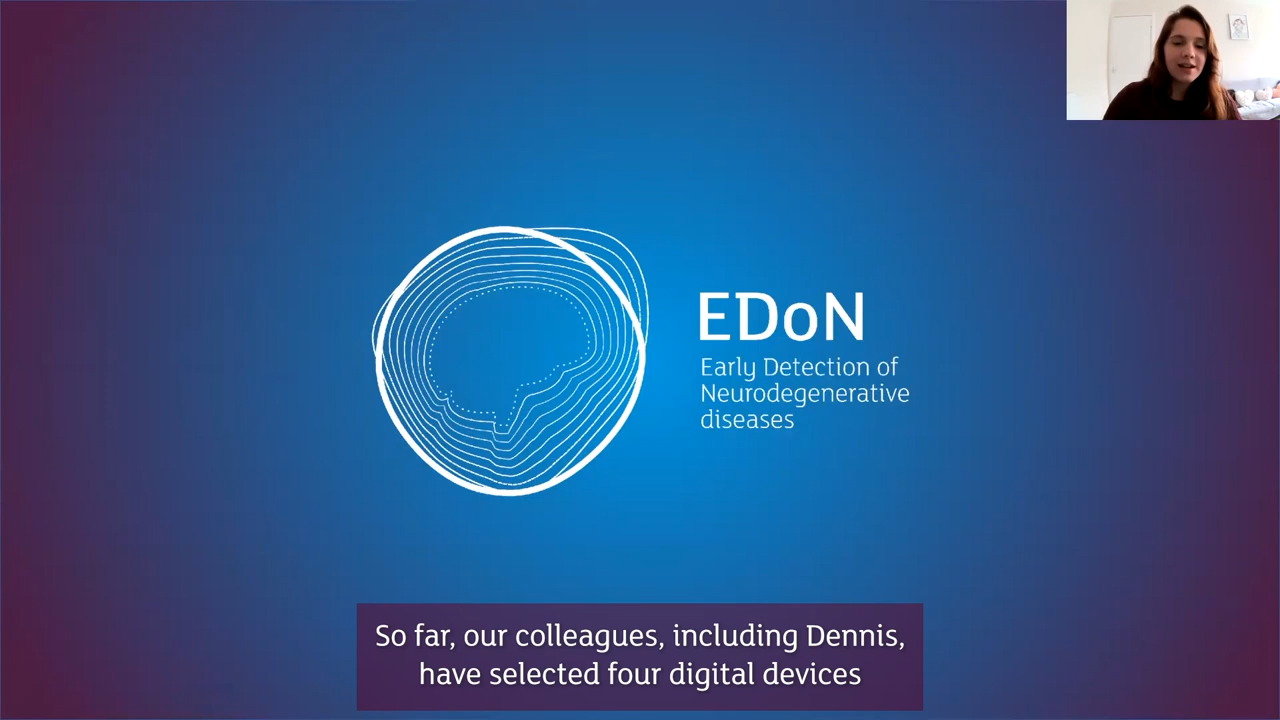 EDoN
Early Detection of
Neurodegenerative
diseases
So far, our colleagues, including Dennis,
have selected four digital devices